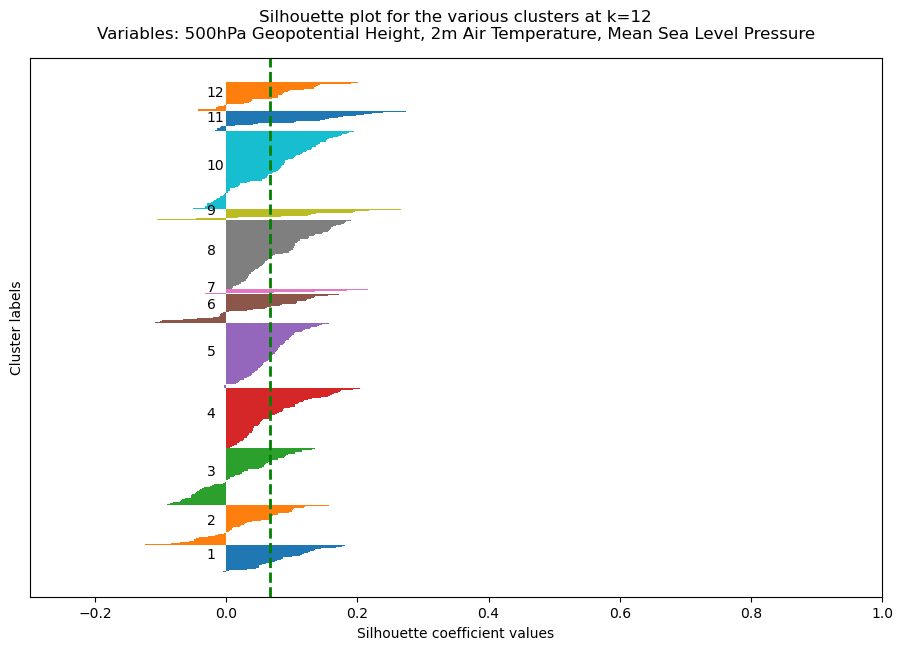 Silhouette plot for the various clusters at k=12
Variables: 500hPa Geopotential Height, 2m Air Temperature, Mean Sea Level Pressure
12
11
10
9
8
7
6
5
4
3
2
1
Cluster labels
−0.2 0.0 0.2 0.4 0.6 0.8 1.0
Silhouette coefficient values